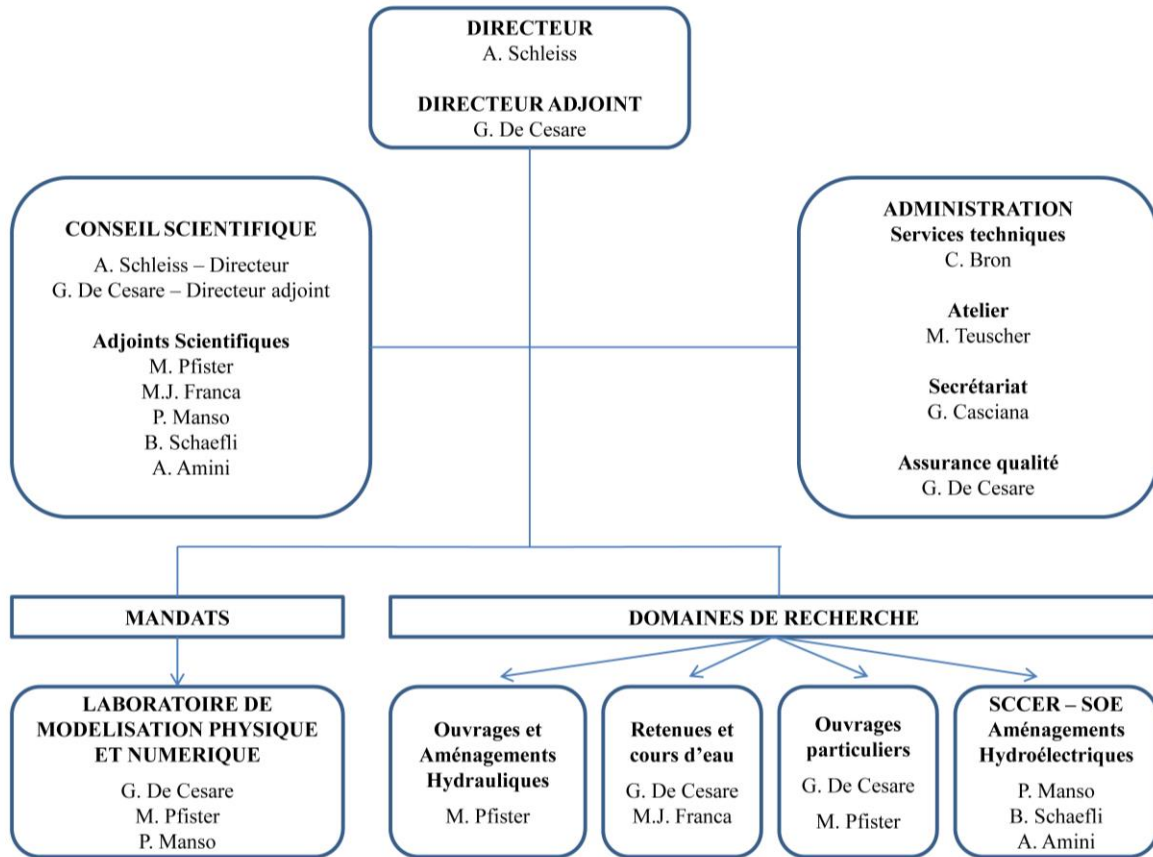 DIRECTEUR
A. Schleiss
DIRECTEUR ADJOINT
G. De Cesare
CONSEIL SCIENTIFIQUE
A. Schleiss – Directeur
G. De Cesare – Directeur adjoint
Adjoints Scientifiques
M. Pfister
M.J. Franca
P. Manso
B. Schaefli
A. Amini
ADMINISTRATION
Services techniques
C. Bron
Atelier
M. Teuscher
Secrétariat
G. Casciana
Assurance qualité
G. De Cesare
MANDATS
DOMAINES DE RECHERCHE
LABORATOIRE DE
MODELISATION PHYSIQUE
ET NUMERIQUE
G. De Cesare
M. Pfister
P. Manso
Ouvrages et
Aménagements
Hydrauliques
M. Pfister
Retenues et
cours d’eau
G. De Cesare
M.J. Franca
Ouvrages
particuliers
G. De Cesare
M. Pfister
SCCER – SOE
Aménagements
Hydroélectriques
P. Manso
B. Schaefli
A. Amini